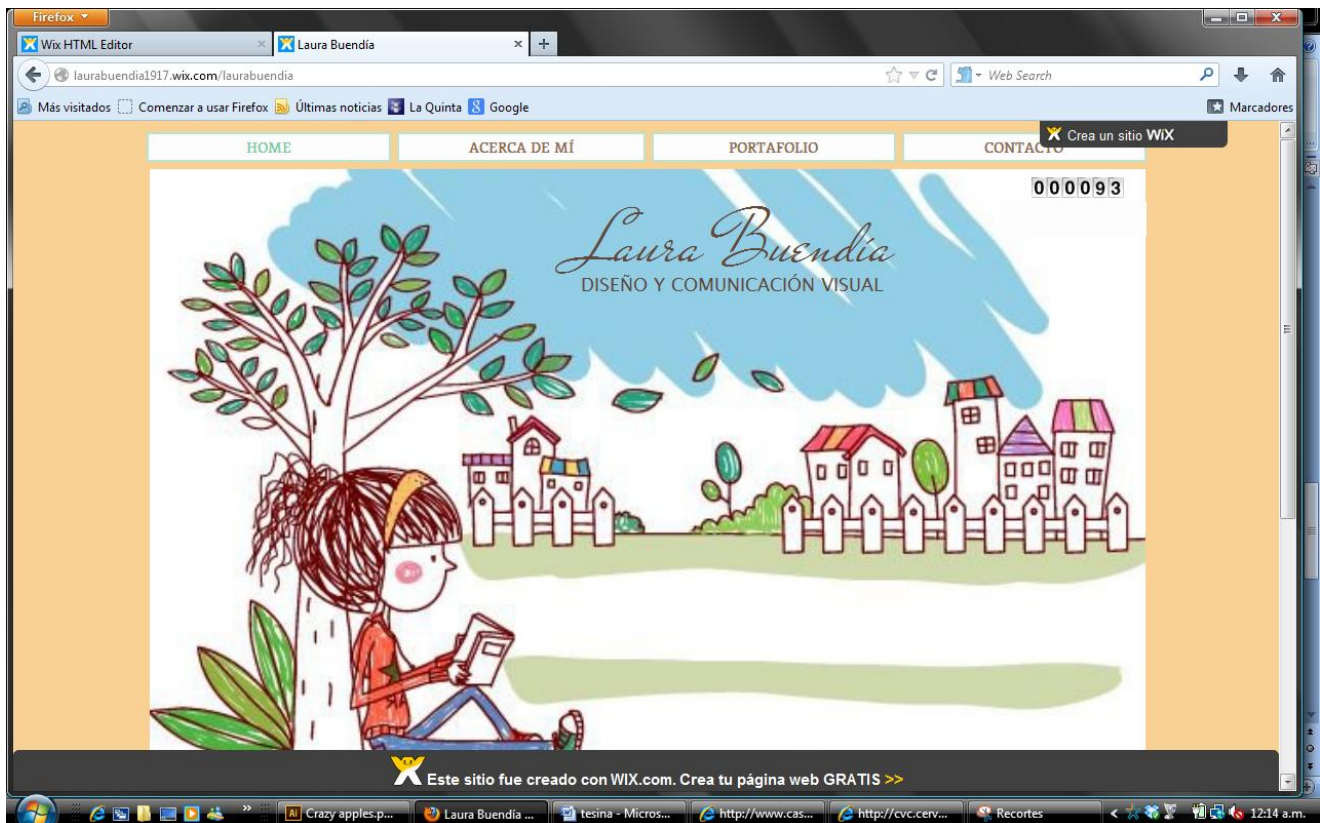 Firefox
Wix HTML Editor
Laura Buendía
laurabuendia1917.wix.com/laurabuendia
Web Search
Más visitados
Comenzar a usar Firefox
Últimas noticias
La Quinta
Google
Marcadores
Crea un sitio WiX
HOME
ACERCA DE MÍ
PORTAFOLIO
CONTACTO
000093
Laura Buendía
DISEÑO Y COMUNICACIÓN VISUAL
Este sitio fue creado con WIX.com. Crea tu página web GRATIS >>
Crazy apples.p...
Laura Buendía ...
tesina - Micros...
http://www.cas...
http://cvc.cerv...
Recortes
12:14 a.m.